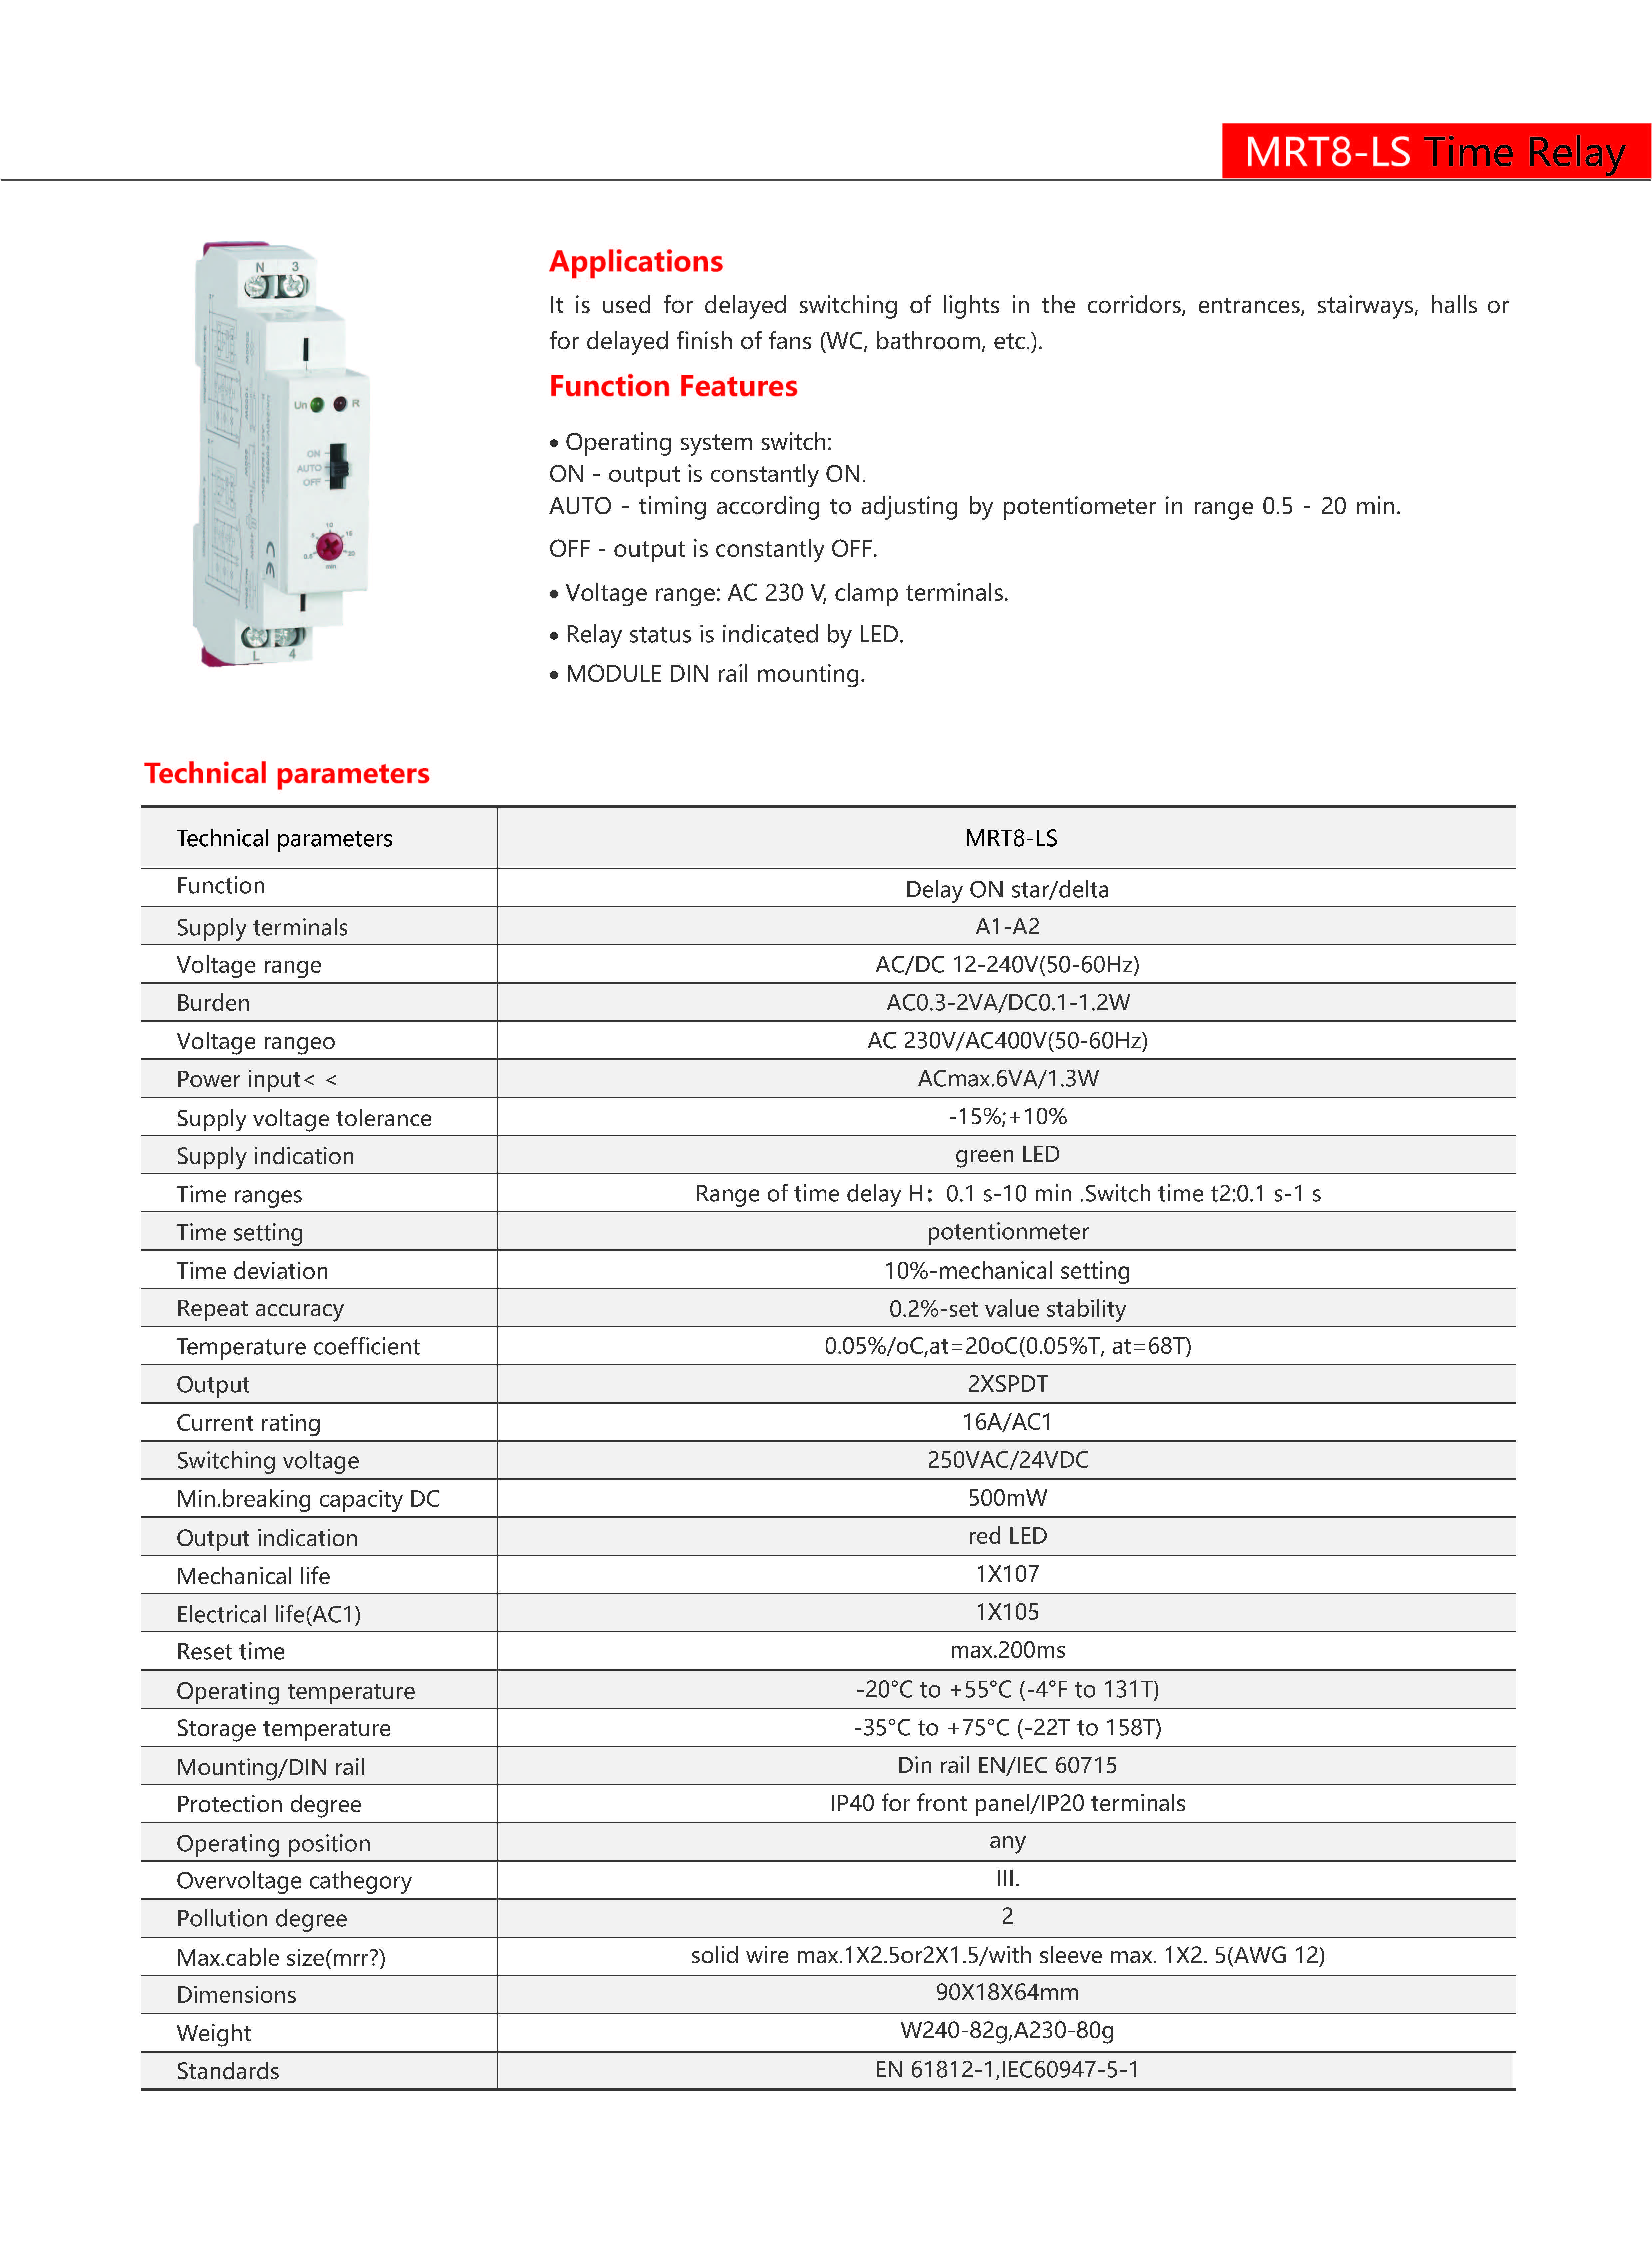 MRT8-LS Time Relay
N 3
Un R
ON
AUTO
OFF
10
5 15
0.5 20
min
L 4
Applications
It is used for delayed switching of lights in the corridors, entrances, stairways, halls or
for delayed finish of fans (WC, bathroom, etc.).
Function Features
• Operating system switch:
ON - output is constantly ON.
AUTO - timing according to adjusting by potentiometer in range 0.5 - 20 min.
OFF - output is constantly OFF.
• Voltage range: AC 230 V, clamp terminals.
• Relay status is indicated by LED.
• MODULE DIN rail mounting.
Technical parameters
Technical parameters MRT8-LS
Function Delay ON star/delta
Supply terminals A1-A2
Voltage range AC/DC 12-240V(50-60Hz)
Burden AC0.3-2VA/DC0.1-1.2W
Voltage rangeo AC 230V/AC400V(50-60Hz)
Power input< < ACmax.6VA/1.3W
Supply voltage tolerance -15%;+10%
Supply indication green LED
Time ranges Range of time delay H： 0.1 s-10 min .Switch time t2:0.1 s-1 s
Time setting potentionmeter
Time deviation 10%-mechanical setting
Repeat accuracy 0.2%-set value stability
Temperature coefficient 0.05%/oC,at=20oC(0.05%T, at=68T)
Output 2XSPDT
Current rating 16A/AC1
Switching voltage 250VAC/24VDC
Min.breaking capacity DC 500mW
Output indication red LED
Mechanical life 1X107
Electrical life(AC1) 1X105
Reset time max.200ms
Operating temperature -20°C to +55°C (-4°F to 131T)
Storage temperature -35°C to +75°C (-22T to 158T)
Mounting/DIN rail Din rail EN/IEC 60715
Protection degree IP40 for front panel/IP20 terminals
Operating position any
Overvoltage cathegory III.
Pollution degree 2
Max.cable size(mrr?) solid wire max.1X2.5or2X1.5/with sleeve max. 1X2. 5(AWG 12)
Dimensions 90X18X64mm
Weight W240-82g,A230-80g
Standards EN 61812-1,IEC60947-5-1